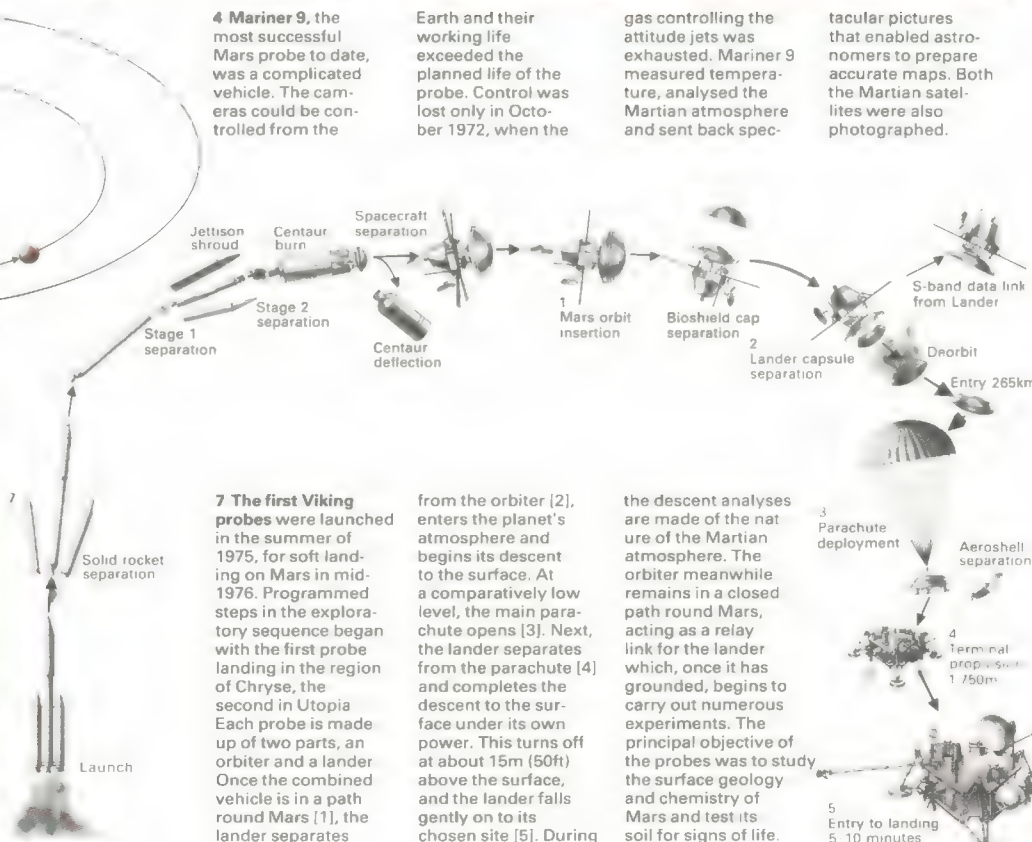 4 Mariner 9, the
most successful
Mars probe to date,
was a complicated
vehicle. The cam-
eras could be con-
trolled from the
Earth and their
working life
exceeded the
planned life of the
probe. Control was
lost only in Octo-
ber 1972, when the
gas controlling the
attitude jets was
exhausted. Mariner 9
measured tempera-
ture, analysed the
Martian atmosphere
and sent back spec-
tacular pictures
that enabled astro-
nomers to prepare
accurate maps. Both
the Martian satel-
lites were also
photographed.
7
Launch
Solid rocket
separation
Stage 1
separation
Jettison
shroud
Stage 2
separation
Centaur
burn
Spacecraft
separation
Centaur
deflection
1
Mars orbit
insertion
Bioshield cap
separation
2
Lander capsule
separation
S-band data link
from Lander
Deorbit
Entry 265km
3
Parachute
deployment
Aeroshell
separation
4
Terminal
1 750m
5
Entry to landing
5 10 minutes
7 The first Viking
probes were launched
in the summer of
1975, for soft land-
ing on Mars in mid-
1976. Programmed
steps in the explora-
tory sequence began
with the first probe
landing in the region
of Chryse, the
second in Utopia
Each probe is made
up of two parts, an
orbiter and a lander
Once the combined
vehicle is in a path
round Mars [1], the
lander separates
from the orbiter [2],
enters the planet's
atmosphere and
begins its descent
to the surface. At
a comparatively low
level, the main para-
chute opens [3]. Next,
the lander separates
from the parachute [4]
and completes the
descent to the sur-
face under its own
power. This turns off
at about 15m (50ft)
above the surface,
and the lander falls
gently on to its
chosen site [5]. During
the descent analyses
are made of the nat
ure of the Martian
atmosphere. The
orbiter meanwhile
remains in a closed
path round Mars,
acting as a relay
link for the lander
which, once it has
grounded, begins to
carry out numerous
experiments. The
principal objective of
the probes was to study
the surface geology
and chemistry of
Mars and test its
soil for signs of life.